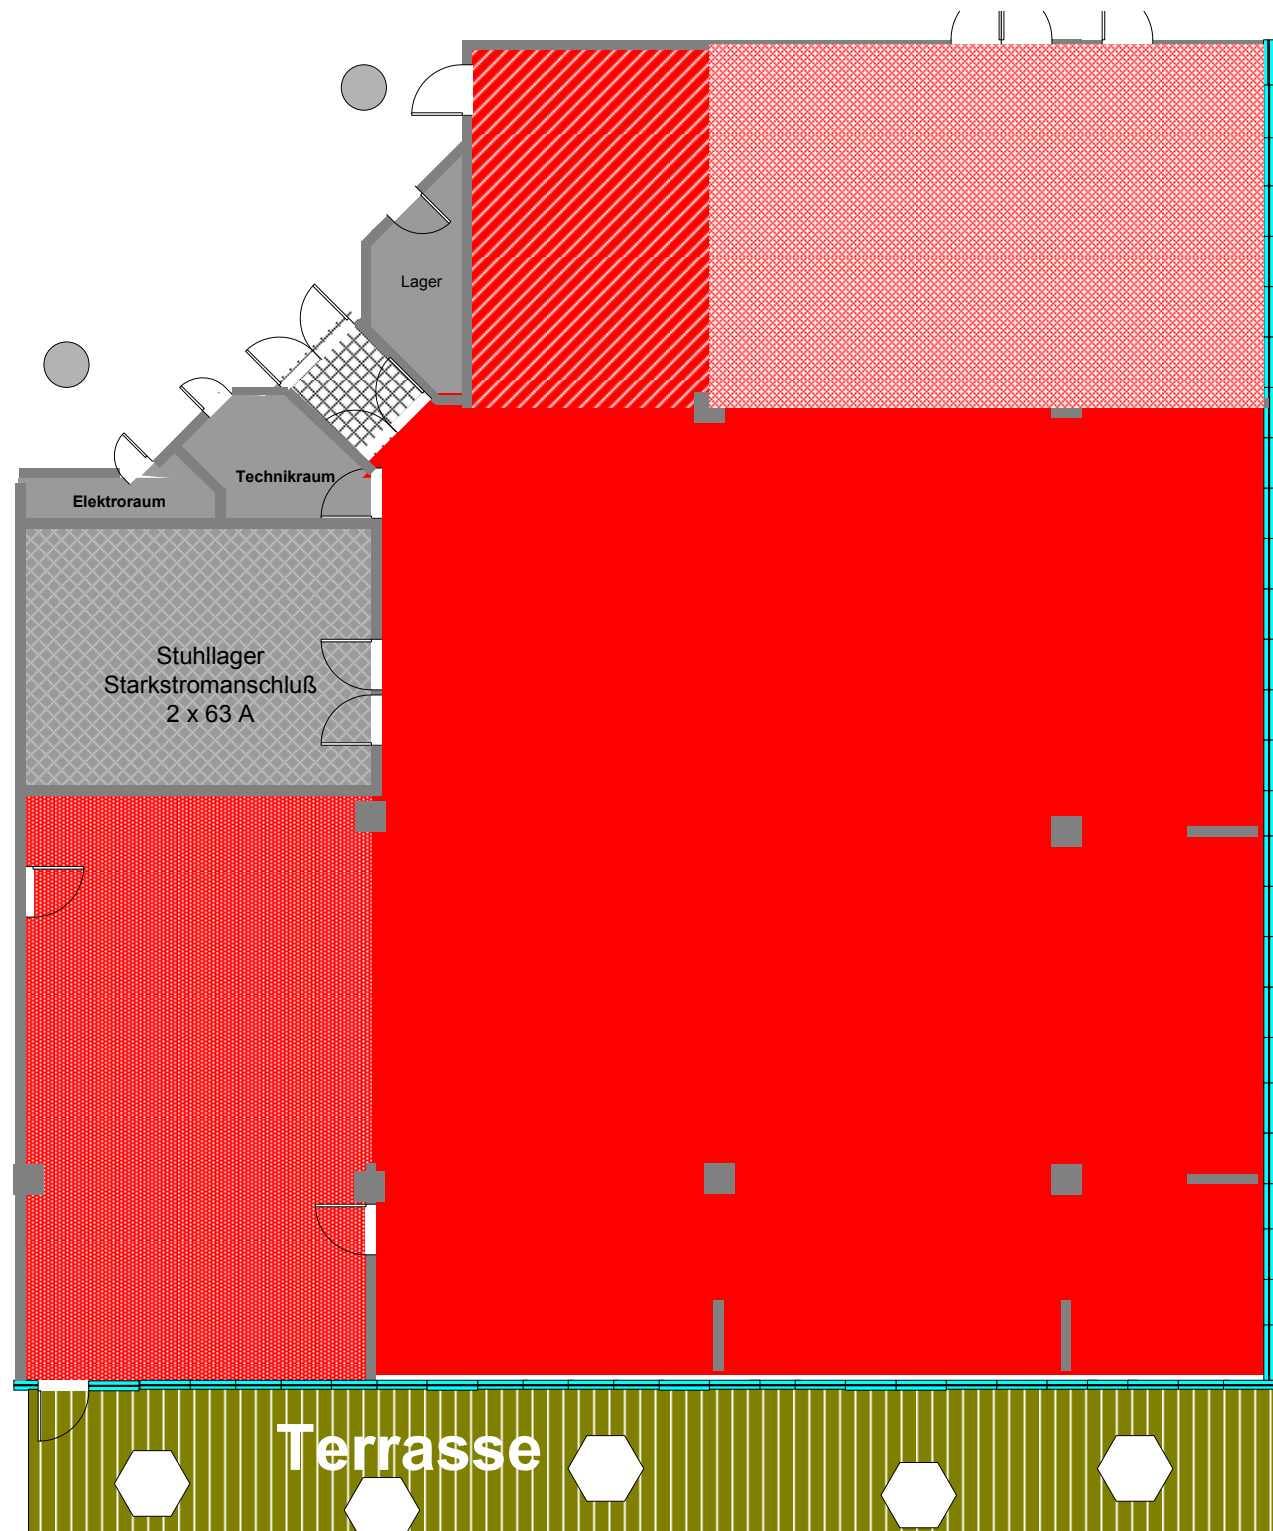 Lager
Technikraum
Elektroraum
Stuhllager
Starkstromanschluß
2 x 63 A
Terrasse